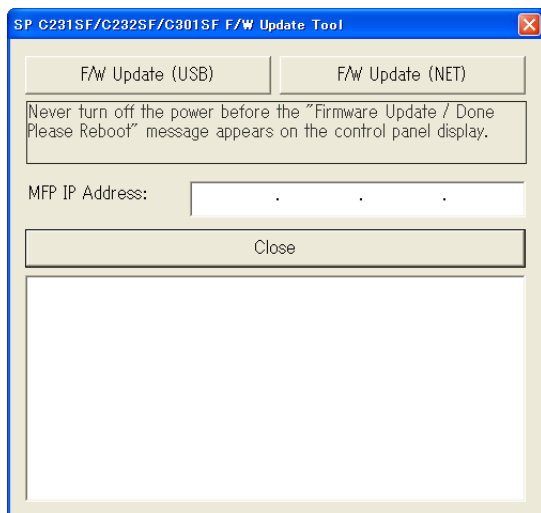 SP C231SF/C232SF/C301SF F/W Update Tool
F/W Update (USB) F/W Update (NET)
Never turn off the power before the "Firmware Update / Done
Please Reboot" message appears on the control panel display.
MFP IP Address: . . .
Close